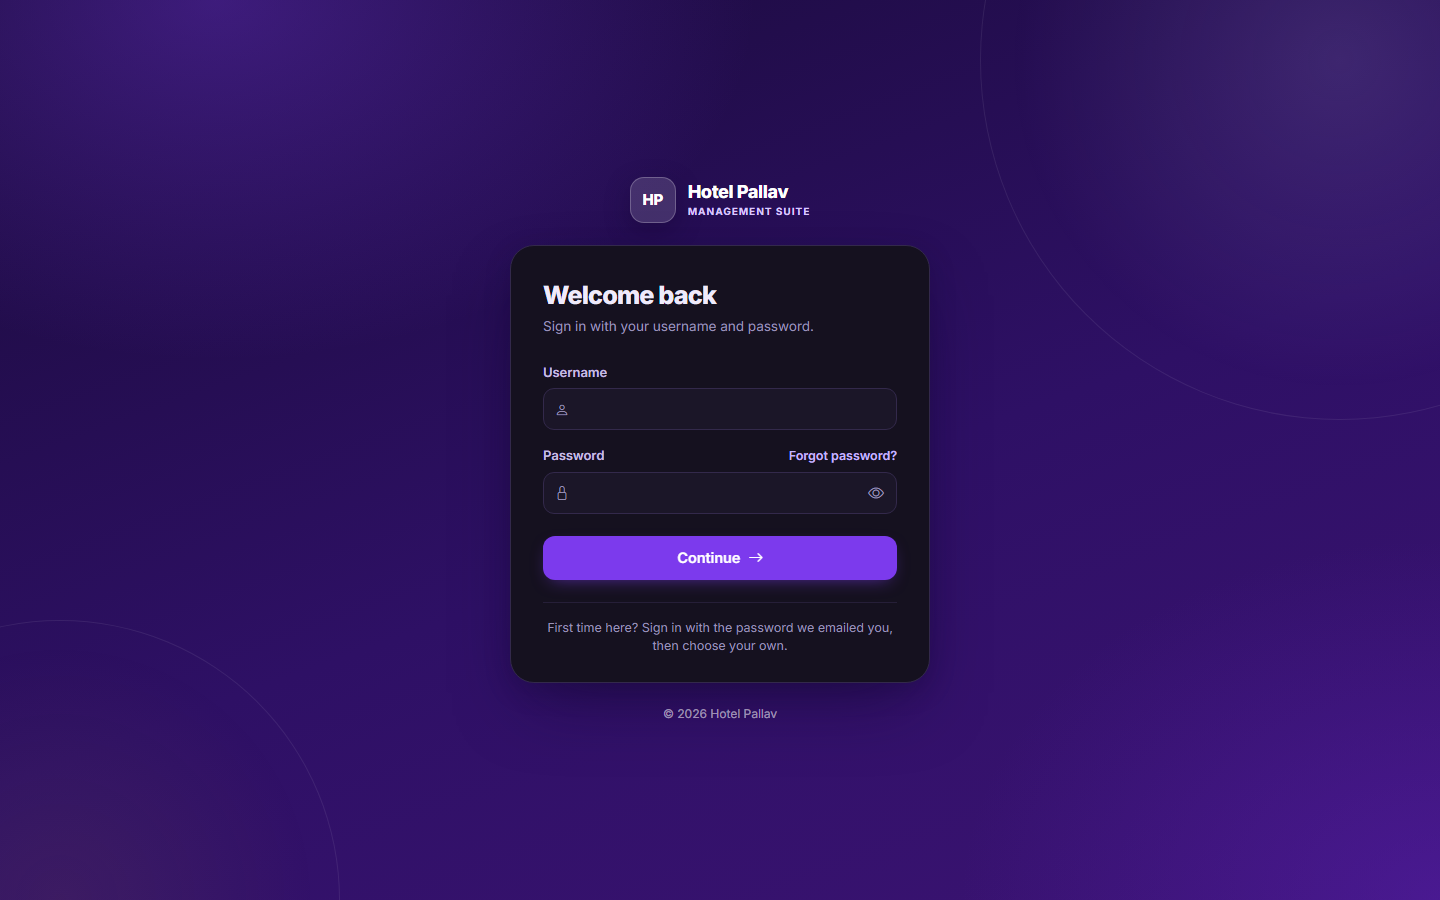 HP
Hotel Pallav
MANAGEMENT SUITE
Welcome back
Sign in with your username and password.
Username
Password
Forgot password?
Continue →
First time here? Sign in with the password we emailed you,
then choose your own.
© 2026 Hotel Pallav